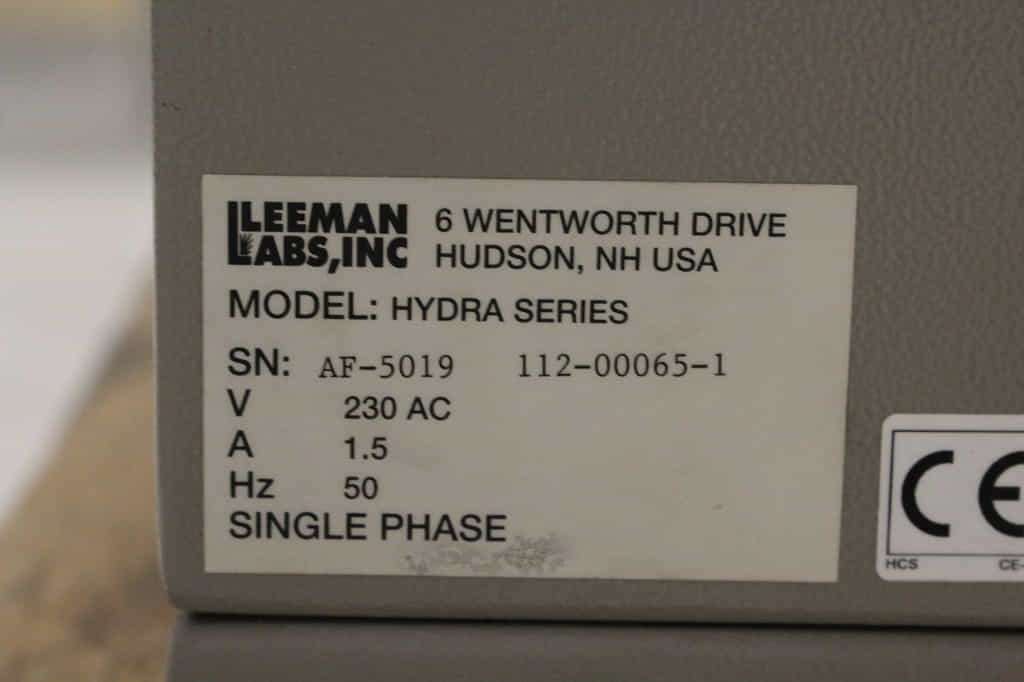 LEEMAN LABS, INC
6 WENTWORTH DRIVE
HUDSON, NH USA
MODEL: HYDRA SERIES
SN: AF-5019 112-00065-1
V 230 AC
A 1.5
Hz 50
SINGLE PHASE
CE
HCS CE-